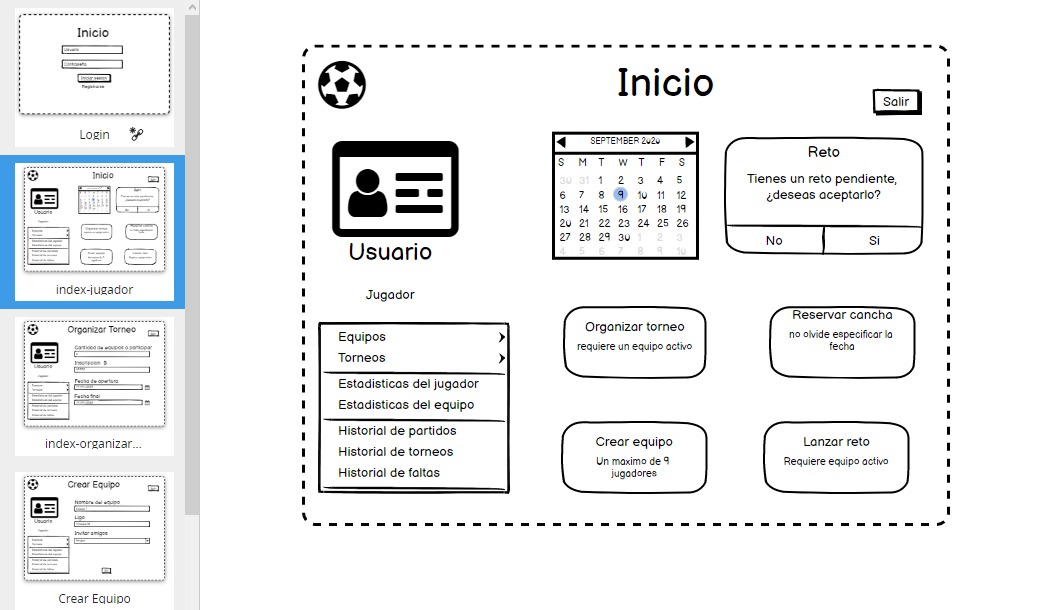 Inicio
Usuario
Contraseña
Iniciar sesion
Registrarse
Login
Inicio
Usuario
Jugador
index-jugador
Organizar Torneo
Cantidad de equipos a participar
Inscripcion $
Fecha de apertura
Fecha final
Usuario
index-organizar...
Crear Equipo
Nombre del equipo
Liga
Invitar amigos
Usuario
Crear Equipo
Inicio
Salir
Usuario
Jugador
SEPTEMBER 2020
S M T W T F S
30 31 1 2 3 4 5
6 7 8 9 10 11 12
13 14 15 16 17 18 19
20 21 22 23 24 25 26
27 28 29 30 1 2 3
4 5 6 7 8 9 10
Reto
Tienes un reto pendiente,
¿deseas aceptarlo?
No Si
Equipos
Torneos
Estadisticas del jugador
Estadisticas del equipo
Historial de partidos
Historial de torneos
Historial de faltas
Organizar torneo
requiere un equipo activo
Reservar cancha
no olvide especificar la
fecha
Crear equipo
Un maximo de 9
jugadores
Lanzar reto
Requiere equipo activo